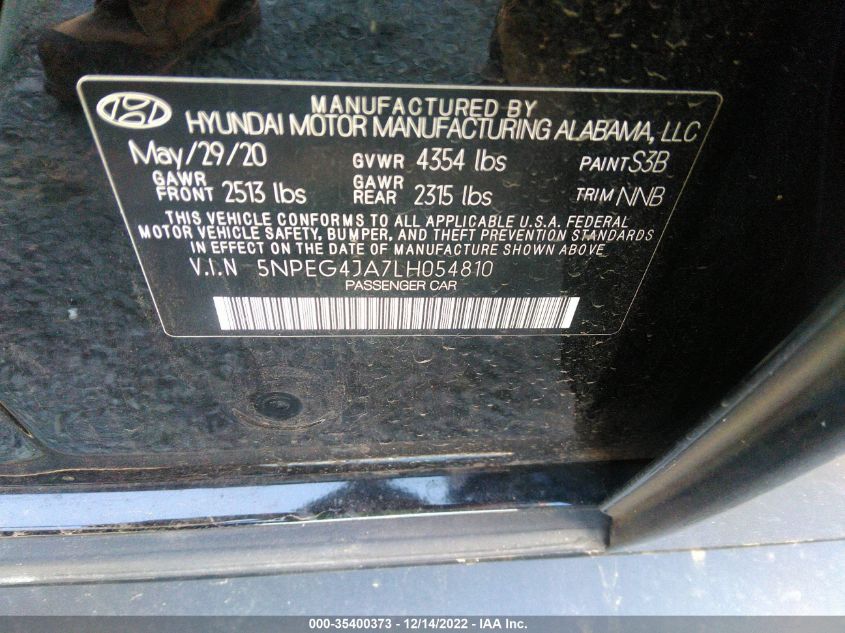 MANUFACTURED BY
HYUNDAI MOTOR MANUFACTURING ALABAMA, LLC
May/29/20 GVWR 4354 lbs PAINT S3B
GAWR FRONT 2513 lbs GAWR REAR 2315 lbs TRIM NNB
THIS VEHICLE CONFORMS TO ALL APPLICABLE U.S.A. FEDERAL
MOTOR VEHICLE SAFETY, BUMPER, AND THEFT PREVENTION STANDARDS
IN EFFECT ON THE DATE OF MANUFACTURE SHOWN ABOVE
V.I.N 5NPEG4JA7LH054810
PASSENGER CAR
000-35400373 - 12/14/2022 - IAA Inc.